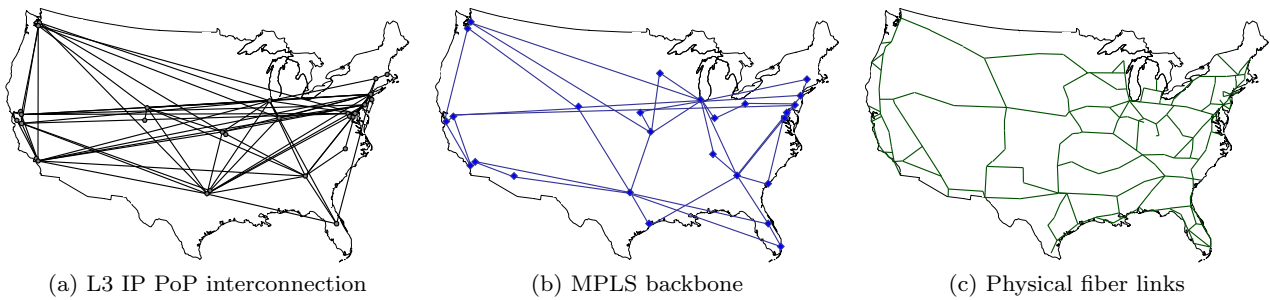 (a) L3 IP PoP interconnection
(b) MPLS backbone
(c) Physical fiber links